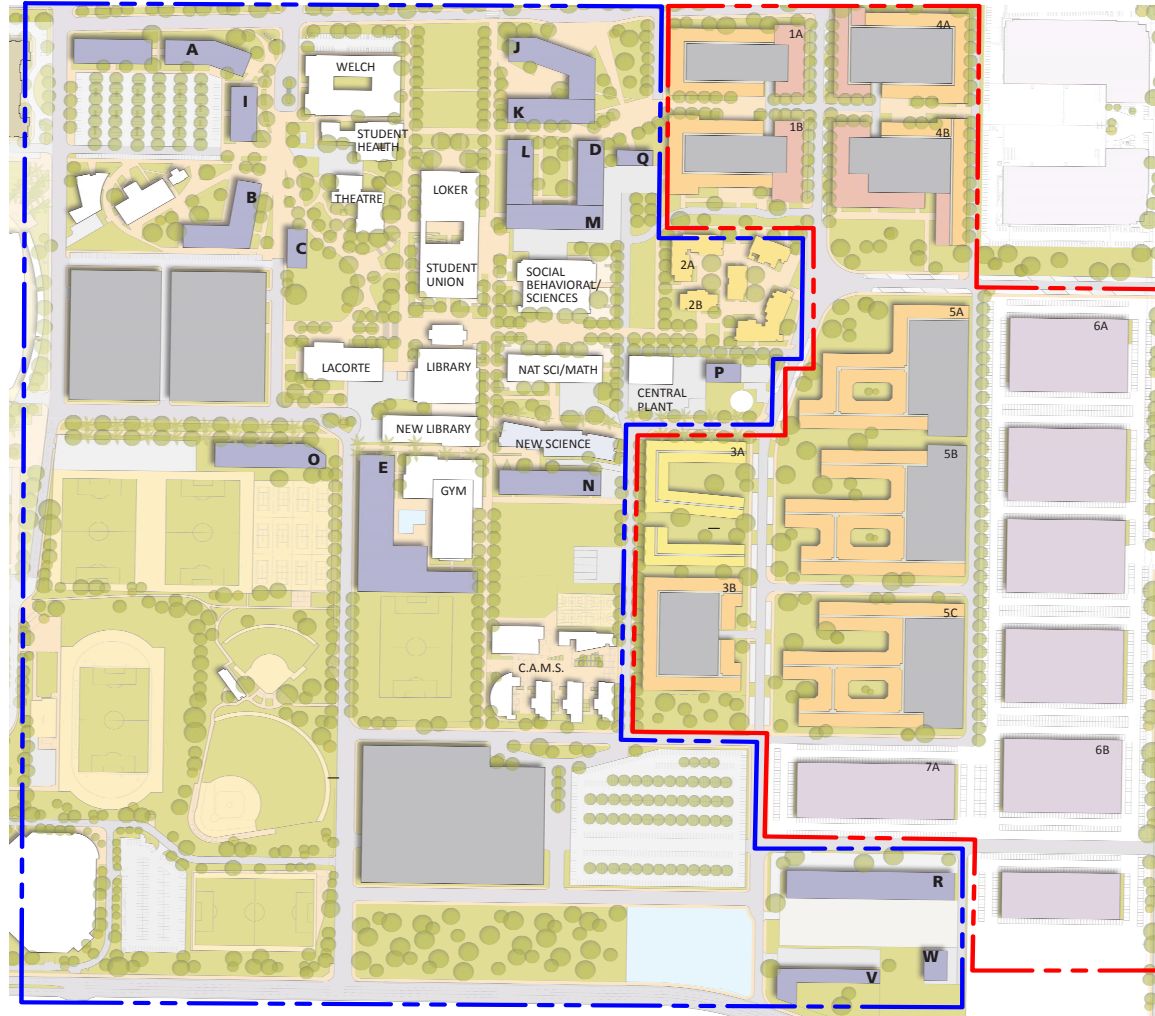 A
I
B
C
WELCH
STUDENT
HEALTH
THEATRE
LOKER
STUDENT
UNION
J
K
L
D
Q
M
SOCIAL
BEHAVIORAL/
SCIENCES
1A
4A
1B
4B
2A
2B
LACORTE
LIBRARY
NAT SCI/MATH
CENTRAL
PLANT
P
NEW LIBRARY
NEW SCIENCE
O
E
GYM
N
3A
3B
5A
5B
5C
6A
6B
7A
C.A.M.S.
R
W
V